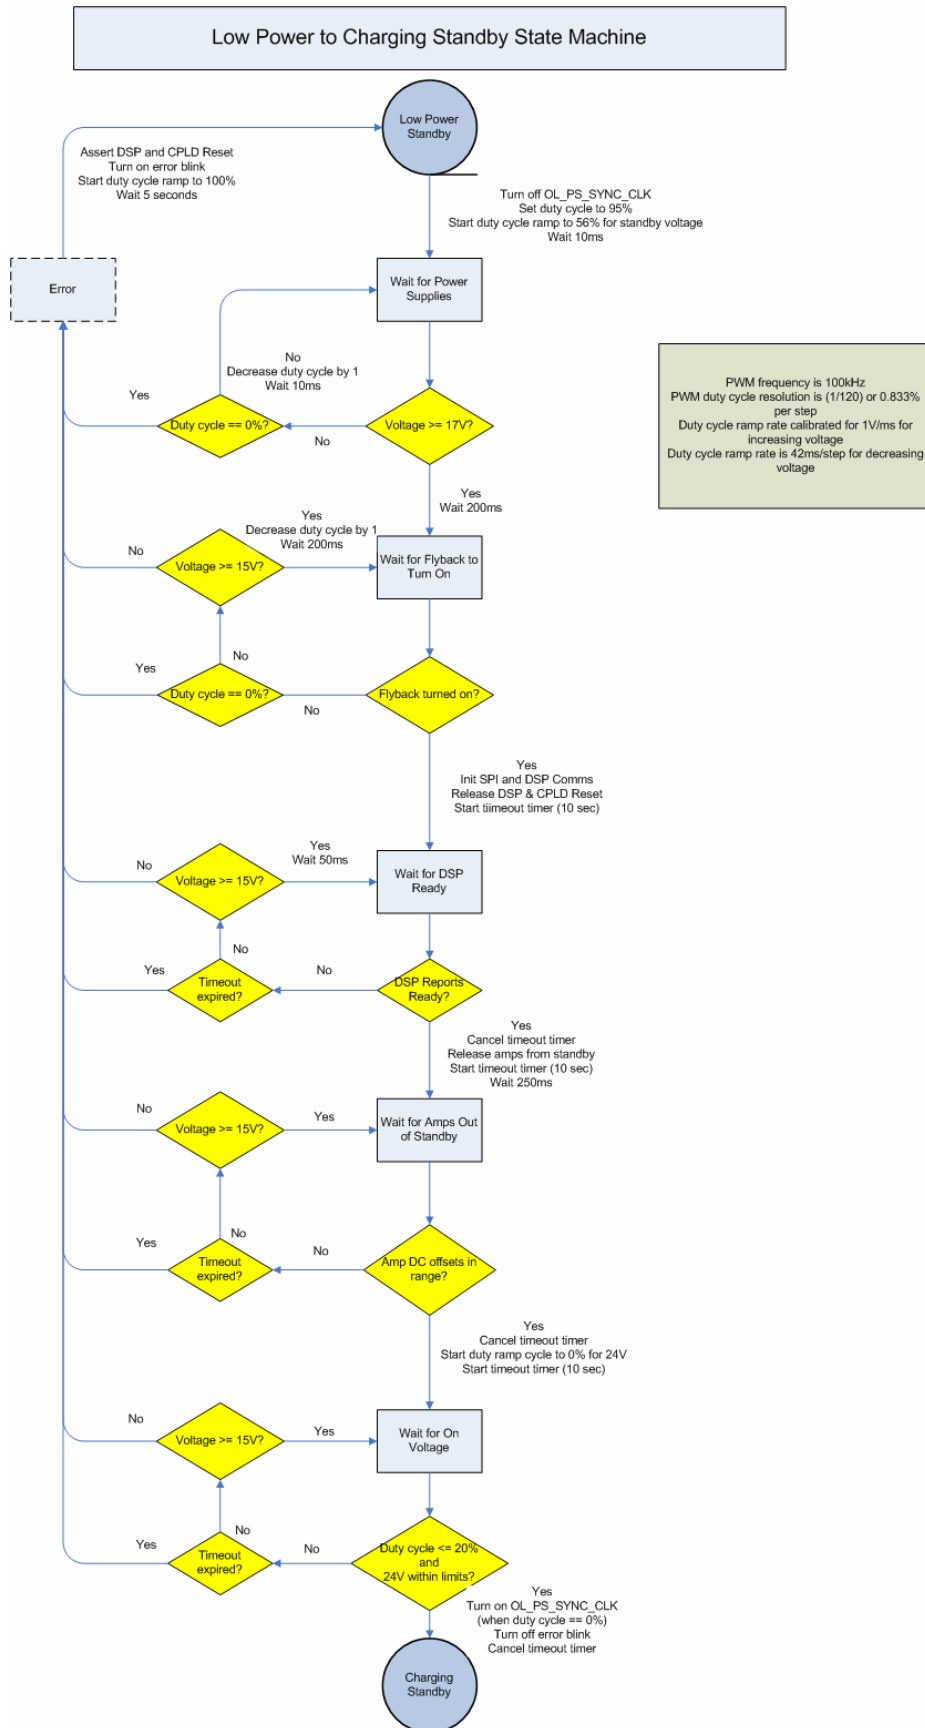 Low Power to Charging Standby State Machine
Low Power
Standby
Assert DSP and CPLD Reset
Turn on error blink
Start duty cycle ramp to 100%
Wait 5 seconds
Turn off OL_PS_SYNC_CLK
Set duty cycle to 95%
Start duty cycle ramp to 56% for standby voltage
Wait 10ms
Error
Wait for Power
Supplies
No
Decrease duty cycle by 1
Wait 10ms
Yes
Duty cycle == 0%?
No
Voltage >= 17V?
PWM frequency is 100kHz
PWM duty cycle resolution is (1/120) or 0.833%
per step
Duty cycle ramp rate calibrated for 1V/ms for
increasing voltage
Duty cycle ramp rate is 42ms/step for decreasing
voltage
Yes
Wait 200ms
Yes
Decrease duty cycle by 1
Wait 200ms
No
Voltage >= 15V?
Wait for Flyback to
Turn On
No
Yes
Duty cycle == 0%?
No
Flyback turned on?
Yes
Init SPI and DSP Comms
Release DSP & CPLD Reset
Start tiimeout timer (10 sec)
Yes
Wait 50ms
No
Voltage >= 15V?
Wait for DSP
Ready
No
Yes
Timeout
expired?
No
DSP Reports
Ready?
Yes
Cancel timeout timer
Release amps from standby
Start timeout timer (10 sec)
Wait 250ms
No
Voltage >= 15V?
Yes
Wait for Amps Out
of Standby
No
Yes
Timeout
expired?
No
Amp DC offsets in
range?
Yes
Cancel timeout timer
Start duty ramp cycle to 0% for 24V
Start timeout timer (10 sec)
No
Voltage >= 15V?
Yes
Wait for On
Voltage
No
Yes
Timeout
expired?
No
Duty cycle <= 20%
and
24V within limits?
Yes
Turn on OL_PS_SYNC_CLK
(when duty cycle == 0%)
Turn off error blink
Cancel timeout timer
Charging
Standby